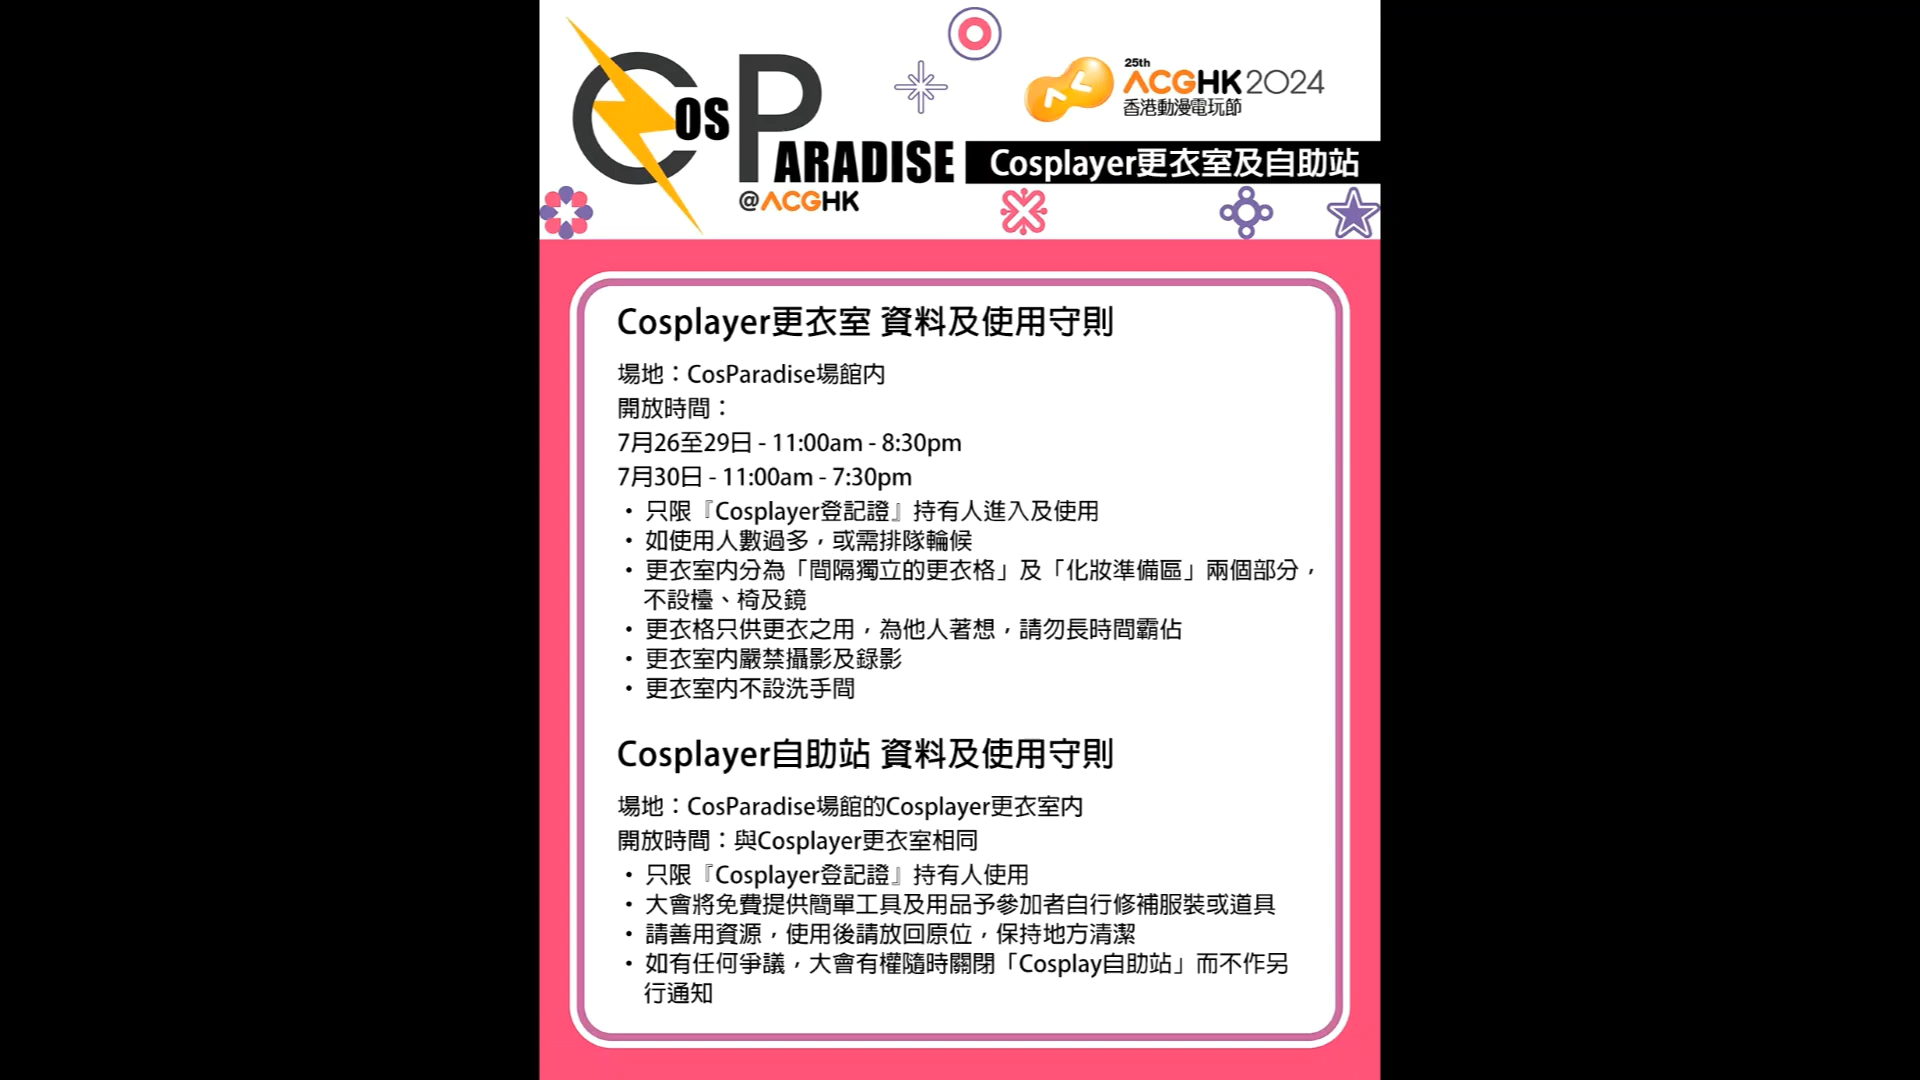 COS PARADISE
@ACGHK
25th
ACGHK2024
香港動漫電玩節
Cosplayer更衣室及自助站
Cosplayer更衣室 資料及使用守則
場地：CosParadise場館內
開放時間：
7月26至29日 - 11:00am - 8:30pm
7月30日 - 11:00am - 7:30pm
• 只限『Cosplayer登記證』持有人進入及使用
• 如使用人數過多，或需排隊輪候
• 更衣室內分為「間隔獨立的更衣格」及「化妝準備區」兩個部分，
不設檯、椅及鏡
• 更衣格只供更衣之用，為他人著想，請勿長時間霸佔
• 更衣室內嚴禁攝影及錄影
• 更衣室內不設洗手間
Cosplayer自助站 資料及使用守則
場地：CosParadise場館的Cosplayer更衣室內
開放時間：與Cosplayer更衣室相同
• 只限『Cosplayer登記證』持有人使用
• 大會將免費提供簡單工具及用品予參加者自行修補服裝或道具
• 請善用資源，使用後請放回原位，保持地方清潔
• 如有任何爭議，大會有權隨時關閉「Cosplay自助站」而不作另
行通知